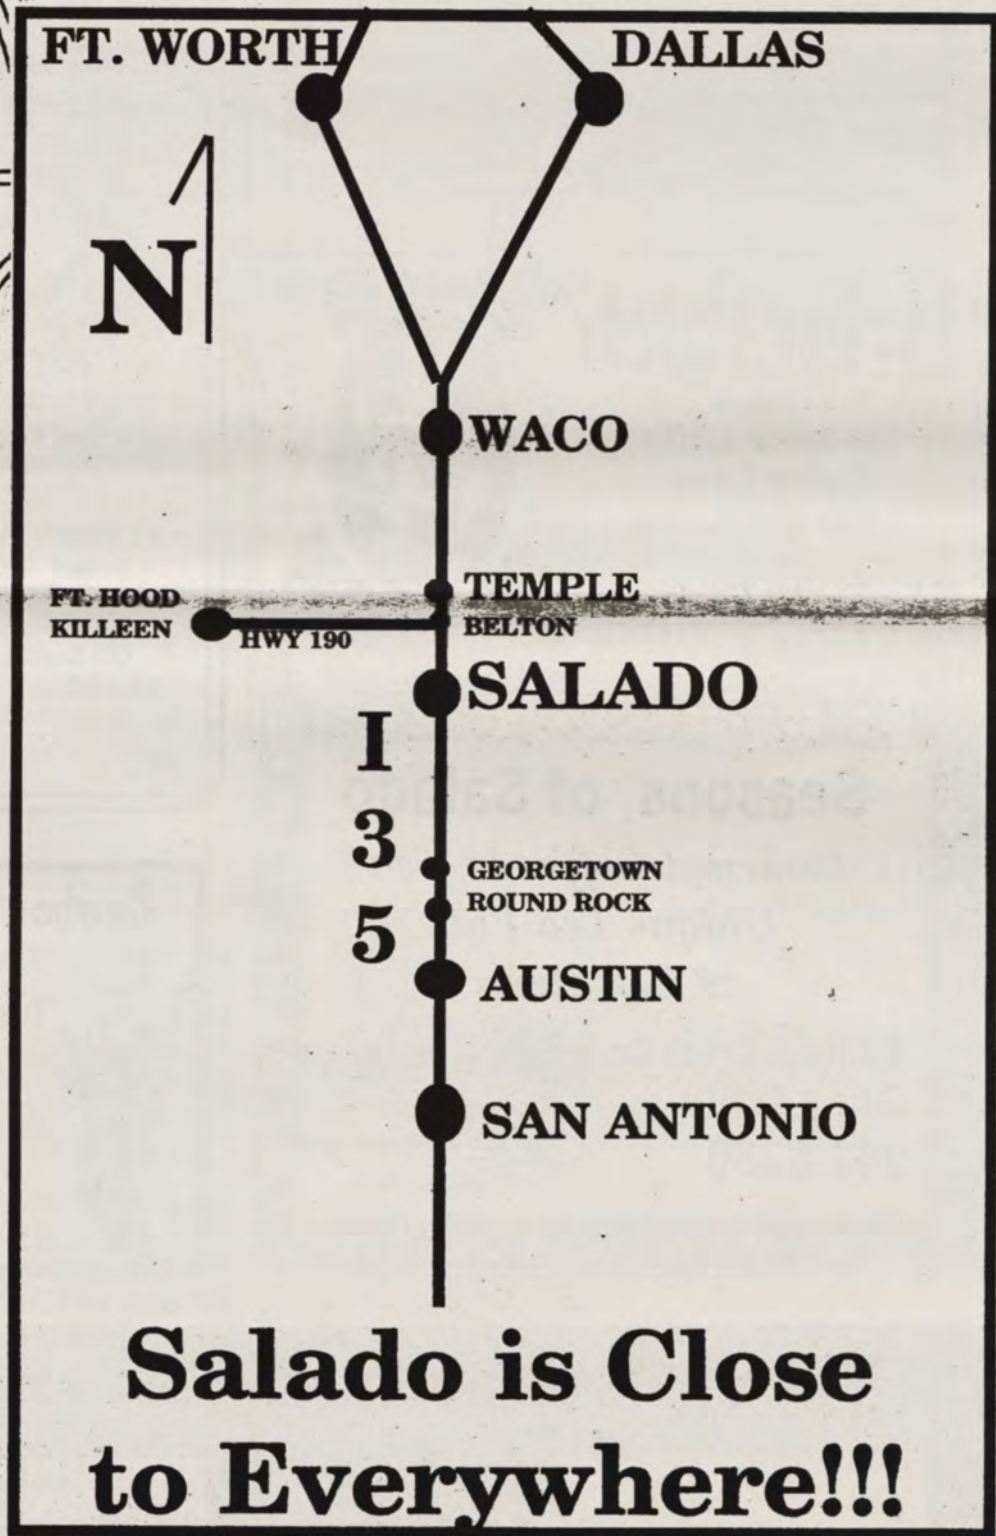 FT. WORTH
DALLAS
N
WACO
TEMPLE
FT. HOOD
KILLEEN
HWY 190
BELTON
SALADO
I
3
5
GEORGETOWN
ROUND ROCK
AUSTIN
SAN ANTONIO
Salado is Close
to Everywhere!!!